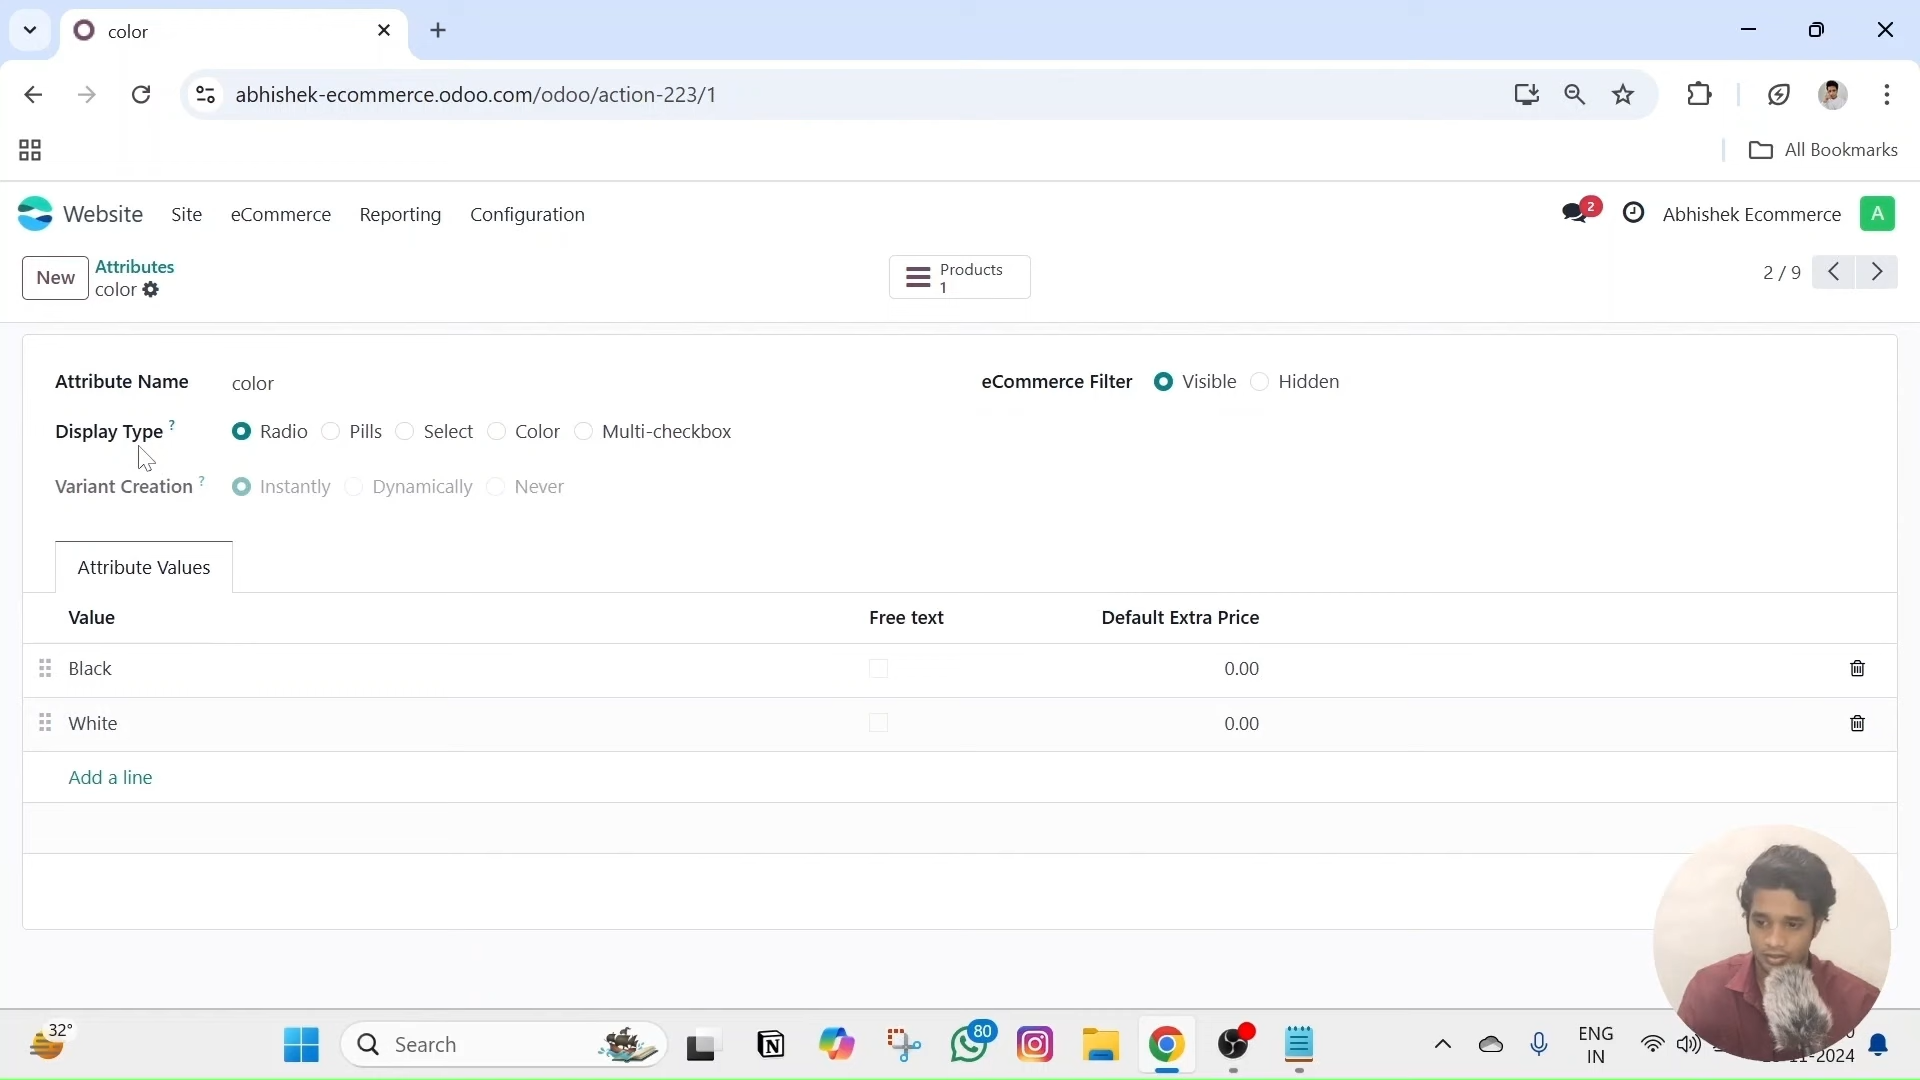 color
abhishek-ecommerce.odoo.com/odoo/action-223/1
All Bookmarks
Website Site eCommerce Reporting Configuration 2 Abhishek Ecommerce A
New Attributes color
Products 1
2 / 9
Attribute Name color
eCommerce Filter Visible Hidden
Display Type ? Radio Pills Select Color Multi-checkbox
Variant Creation ? Instantly Dynamically Never
Attribute Values
Value Free text Default Extra Price
Black 0.00
White 0.00
Add a line
32°
Search
80
ENG
IN
-2024